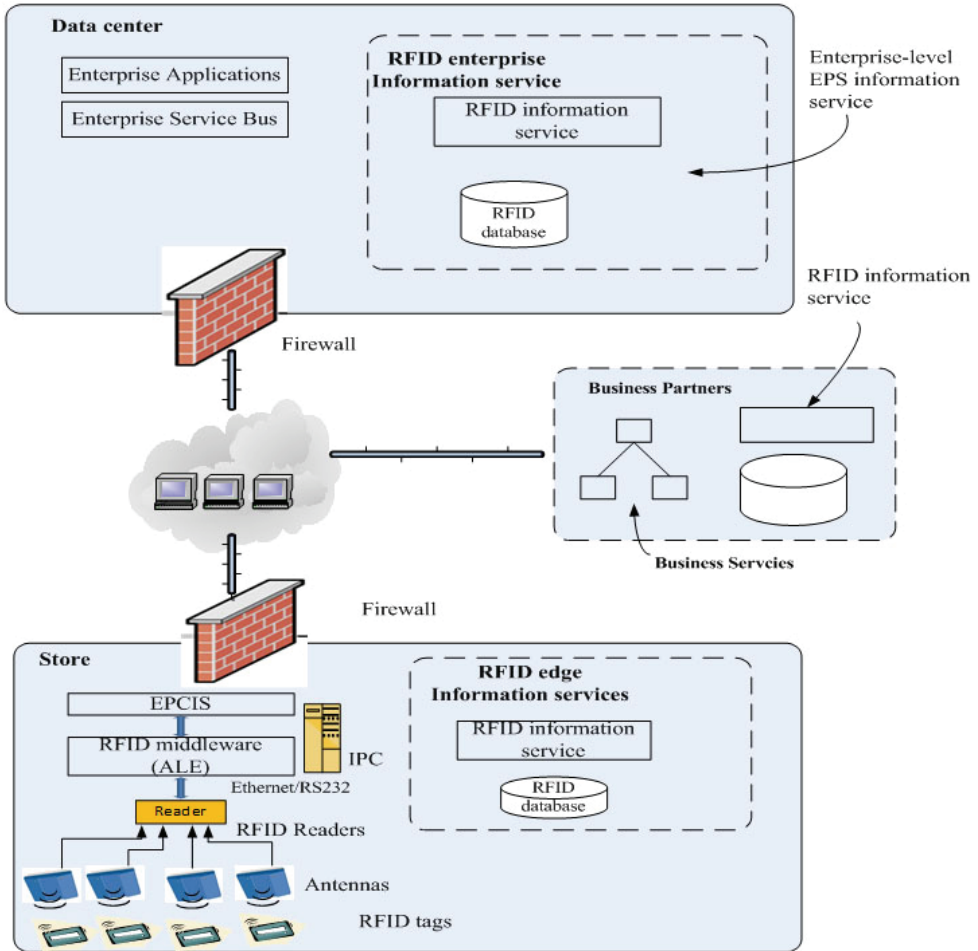 Data center
Enterprise Applications
Enterprise Service Bus
RFID enterprise
Information service
RFID information
service
RFID
database
Enterprise-level
EPS information
service
Firewall
RFID information
service
Business Partners
Business Servcies
Firewall
Store
EPCIS
RFID middleware
(ALE)
IPC
Ethernet/RS232
Reader
RFID Readers
Antennas
RFID tags
RFID edge
Information services
RFID information
service
RFID
database